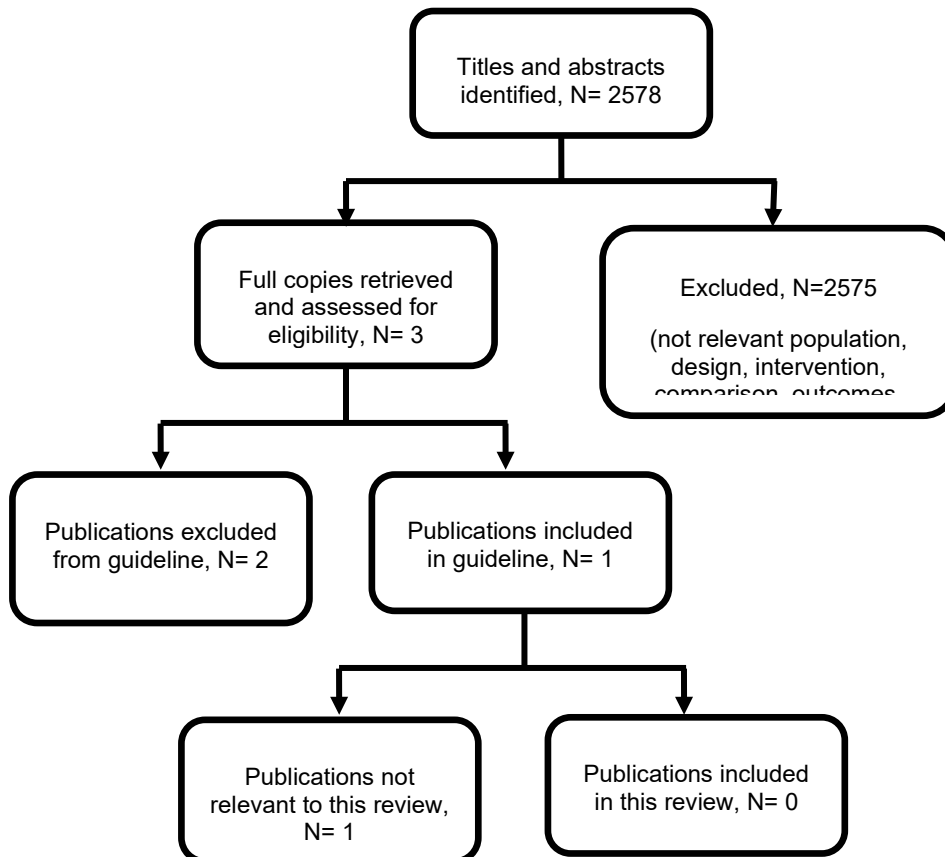 Titles and abstracts
identified, N= 2578
Full copies retrieved
and assessed for
eligibility, N= 3
Excluded, N=2575
(not relevant population,
design, intervention,
comparison, outcomes,
Publications excluded
from guideline, N= 2
Publications included
in guideline, N= 1
Publications not
relevant to this review,
N= 1
Publications included
in this review, N= 0